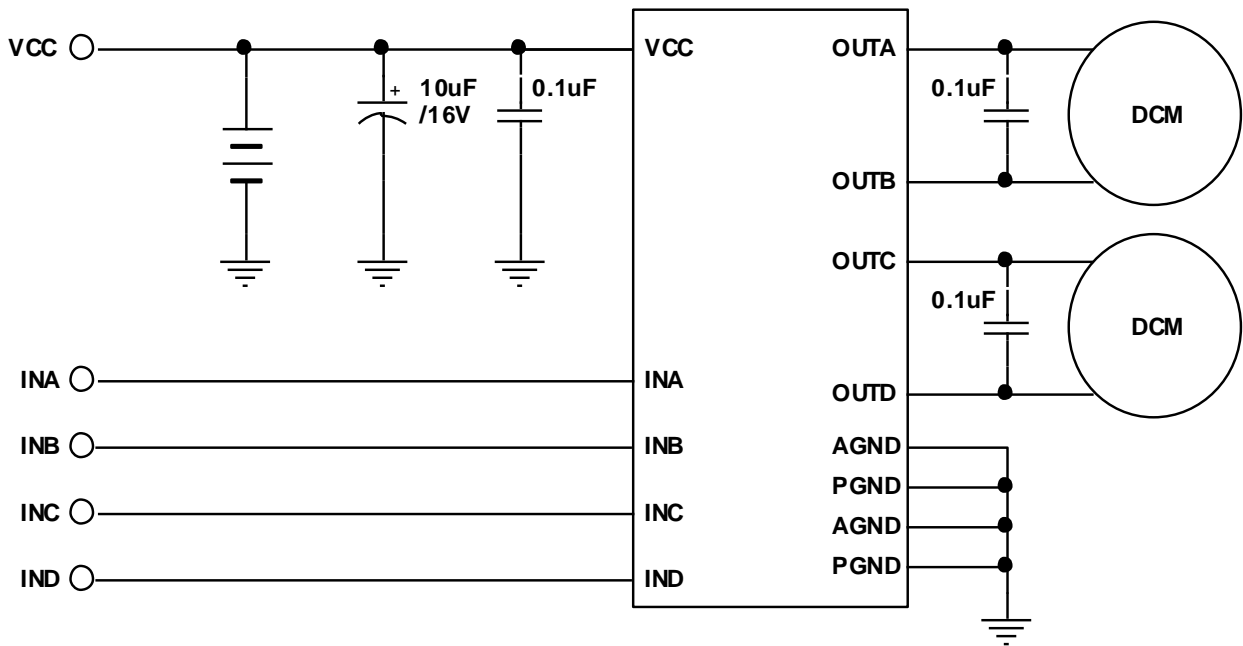 VCC
VCC
OUTA
+ 10uF
/16V
0.1uF
0.1uF
DCM
OUTB
OUTC
0.1uF
DCM
INA
INA
OUTD
INB
INB
AGND
PGND
INC
INC
AGND
PGND
IND
IND